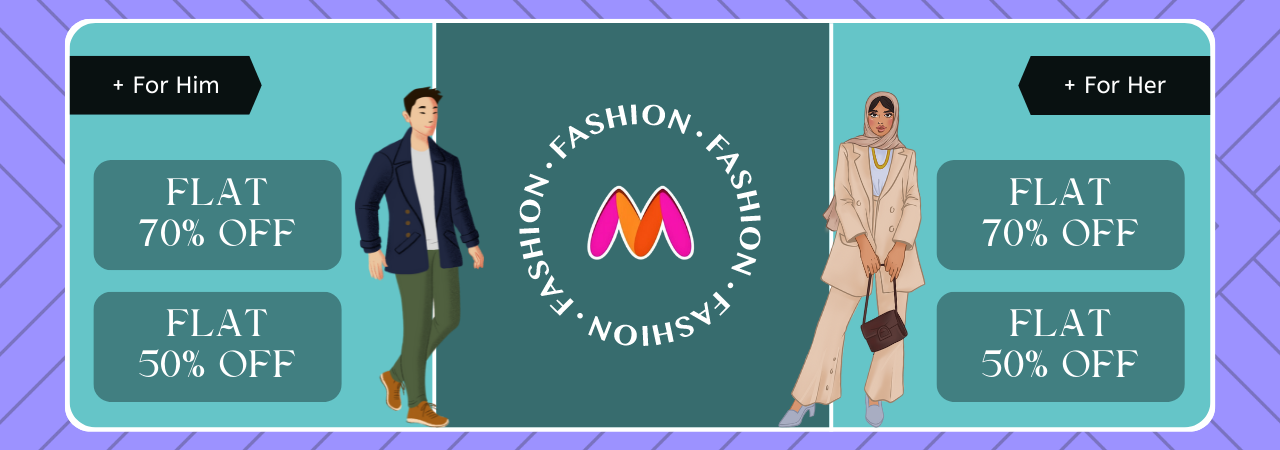 + For Him
FLAT
70% OFF
FLAT
50% OFF
FASHION · FASHION · FASHION · FASHION · FASHION ·
+ For Her
FLAT
70% OFF
FLAT
50% OFF